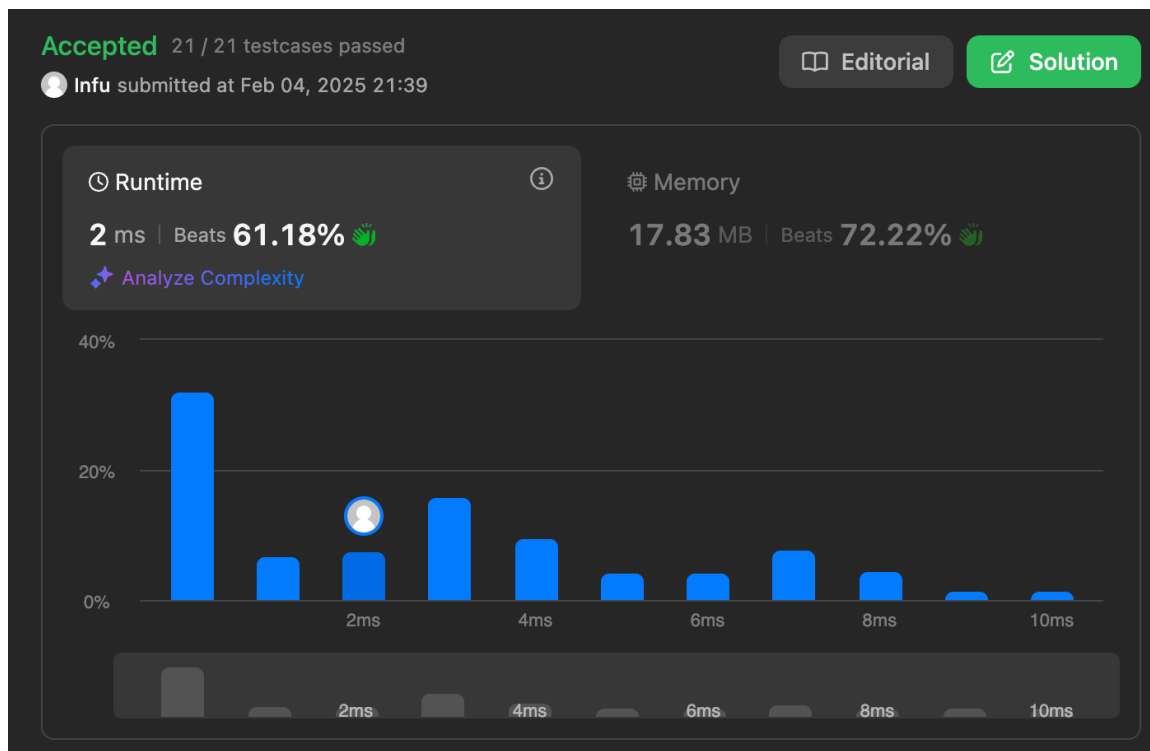 Accepted 21 / 21 testcases passed
Infu submitted at Feb 04, 2025 21:39
Editorial
Solution
Runtime
2 ms | Beats 61.18%
Analyze Complexity
Memory
17.83 MB | Beats 72.22%
40%
20%
0%
2ms 4ms 6ms 8ms 10ms
2ms 4ms 6ms 8ms 10ms